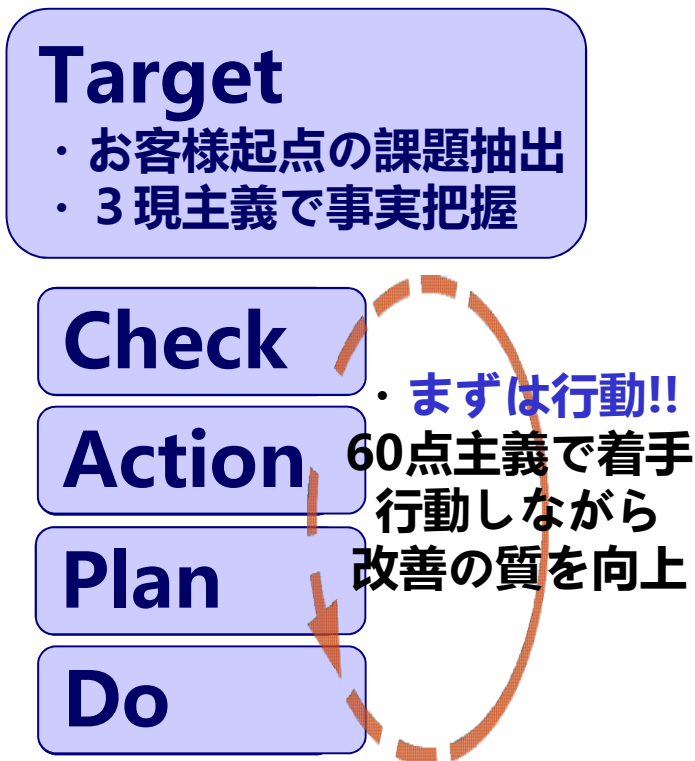 Target
・お客様起点の課題抽出
・３現主義で事実把握
Check
Action
Plan
Do
・まずは行動!!
60点主義で着手
行動しながら
改善の質を向上